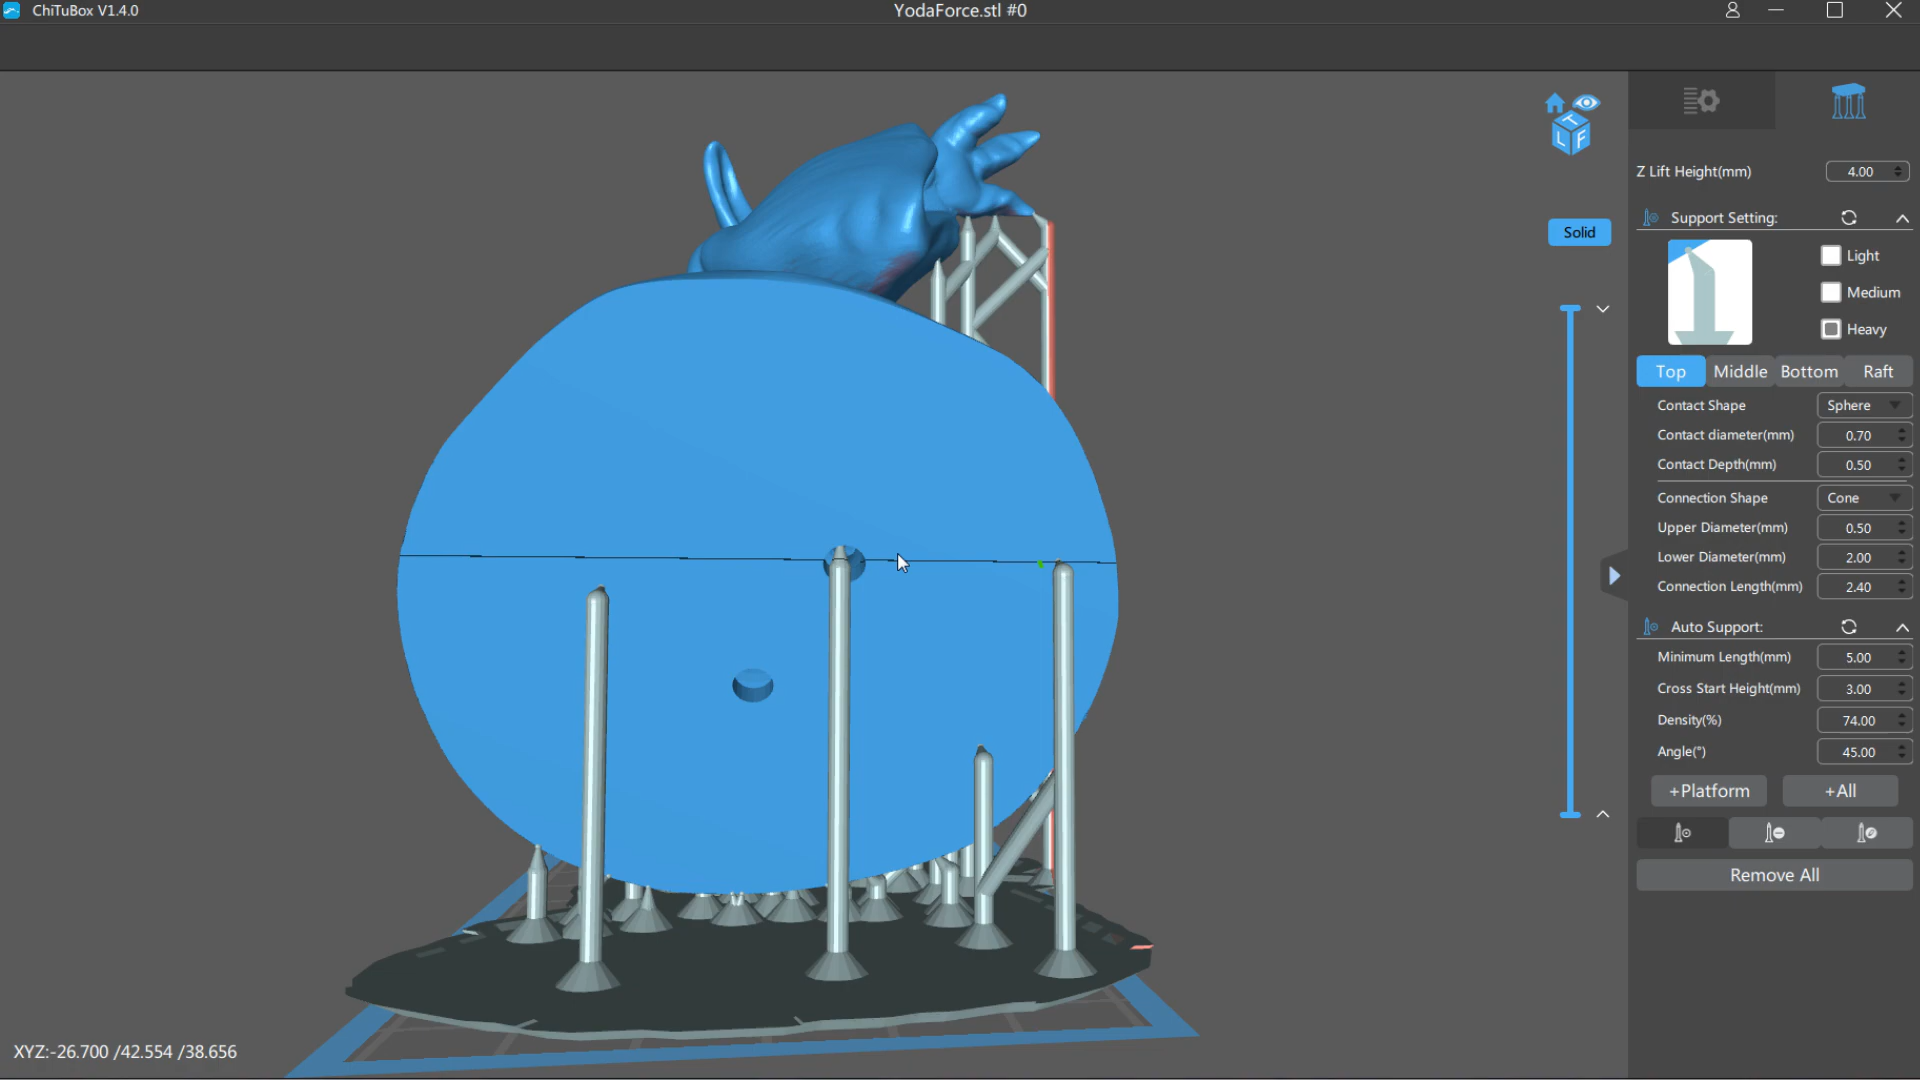 ChiTuBox V1.4.0
YodaForce.stl #0
Z Lift Height(mm) 4.00
Support Setting:
Light
Medium
Heavy
Top Middle Bottom Raft
Contact Shape Sphere
Contact diameter(mm) 0.70
Contact Depth(mm) 0.50
Connection Shape Cone
Upper Diameter(mm) 0.50
Lower Diameter(mm) 2.00
Connection Length(mm) 2.40
Auto Support:
Minimum Length(mm) 5.00
Cross Start Height(mm) 3.00
Density(%) 74.00
Angle(°) 45.00
+Platform +All
Remove All
Solid
T
L F
XYZ:-26.700 /42.554 /38.656